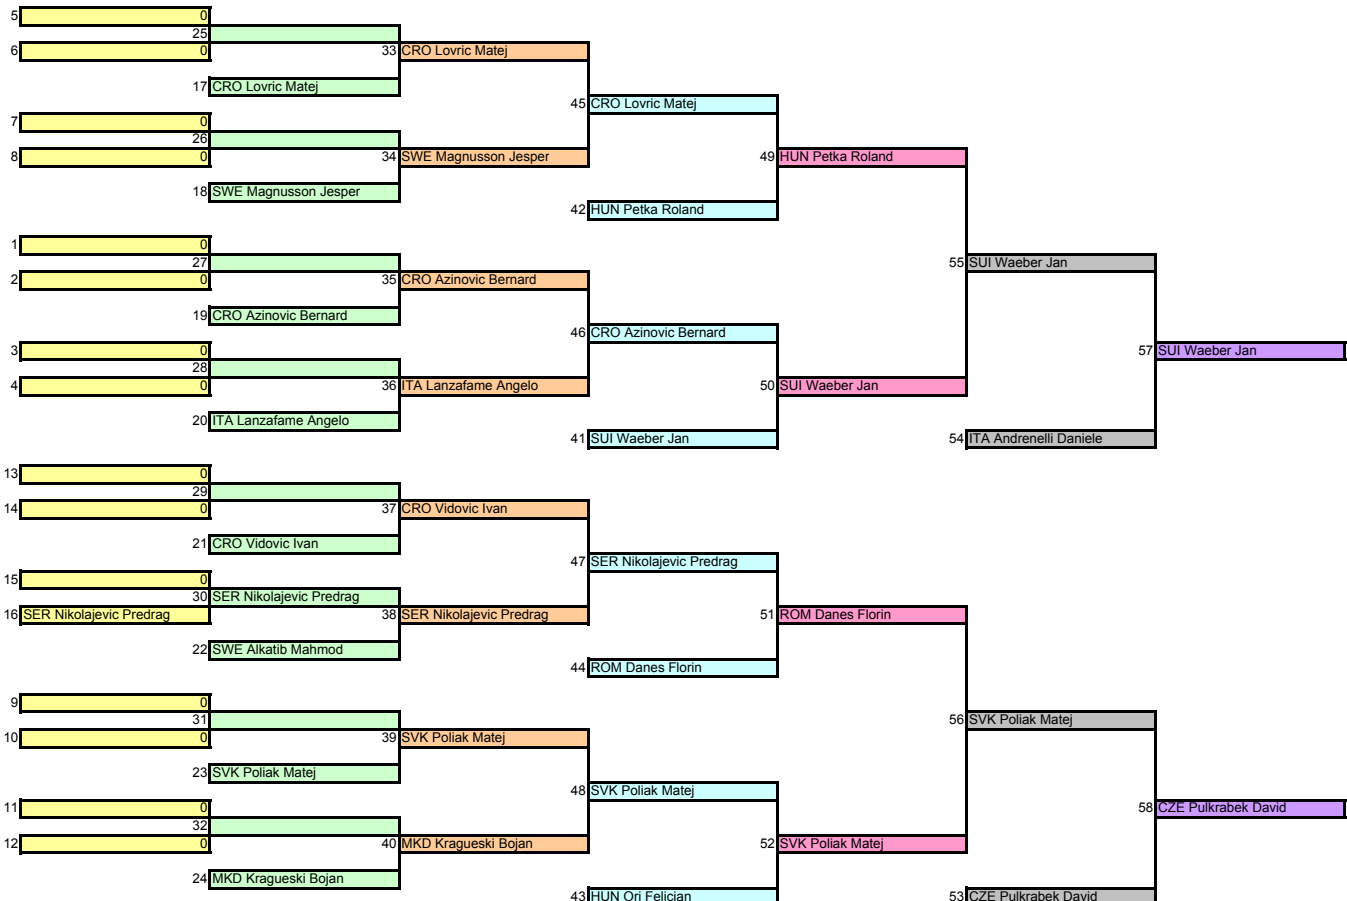 5 0
25
6 0 33 CRO Lovric Matej
17 CRO Lovric Matej
45 CRO Lovric Matej
7 0
26
8 0 34 SWE Magnusson Jesper 49 HUN Petka Roland
18 SWE Magnusson Jesper
42 HUN Petka Roland
1 0
27 55 SUI Waeber Jan
2 0 35 CRO Azinovic Bernard
19 CRO Azinovic Bernard
46 CRO Azinovic Bernard
3 0 57 SUI Waeber Jan
28
4 0 36 ITA Lanzafame Angelo 50 SUI Waeber Jan
20 ITA Lanzafame Angelo
41 SUI Waeber Jan 54 ITA Andrenelli Daniele
13 0
29
14 0 37 CRO Vidovic Ivan
21 CRO Vidovic Ivan
47 SER Nikolajevic Predrag
15 0
30 SER Nikolajevic Predrag
16 SER Nikolajevic Predrag 38 SER Nikolajevic Predrag 51 ROM Danes Florin
22 SWE Alkatib Mahmod
44 ROM Danes Florin
9 0
31 56 SVK Poliak Matej
10 0 39 SVK Poliak Matej
23 SVK Poliak Matej
48 SVK Poliak Matej
11 0 58 CZE Pulkrabek David
32
12 0 40 MKD Kragueski Bojan 52 SVK Poliak Matej
24 MKD Kragueski Bojan
43 HUN Ori Felician 53 CZE Pulkrabek David